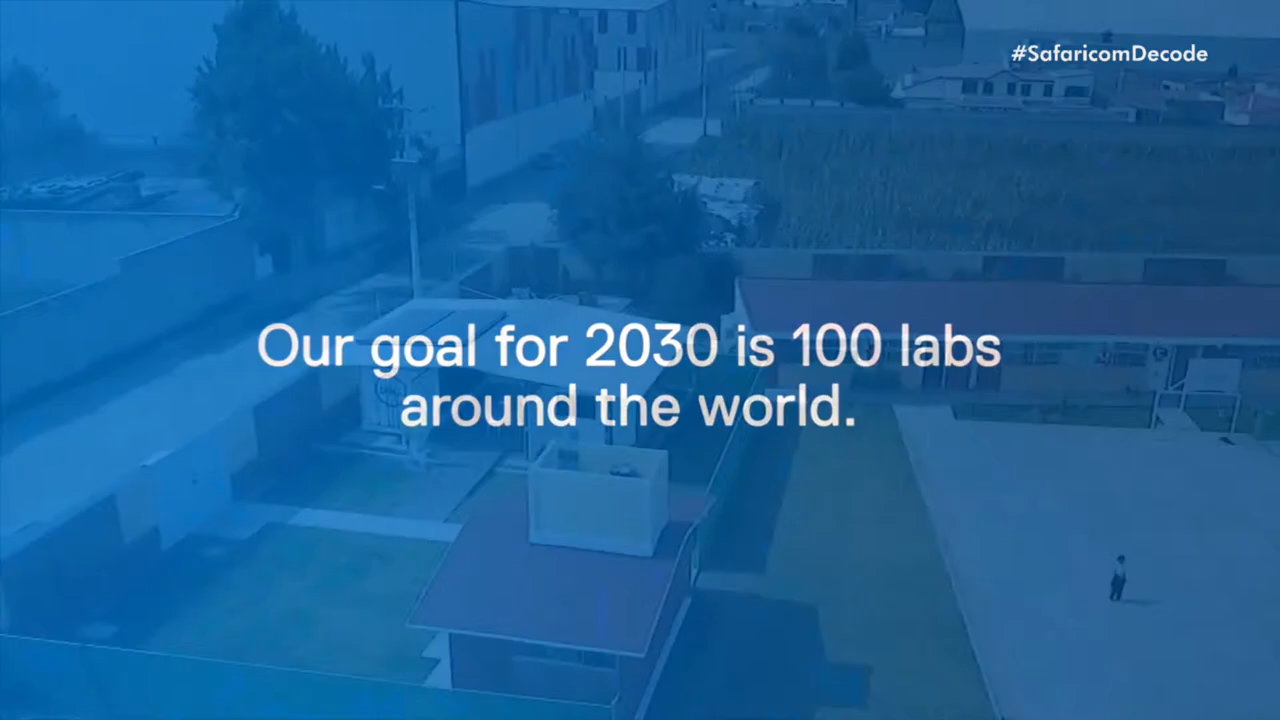 #SafaricomDecode
Our goal for 2030 is 100 labs
around the world.